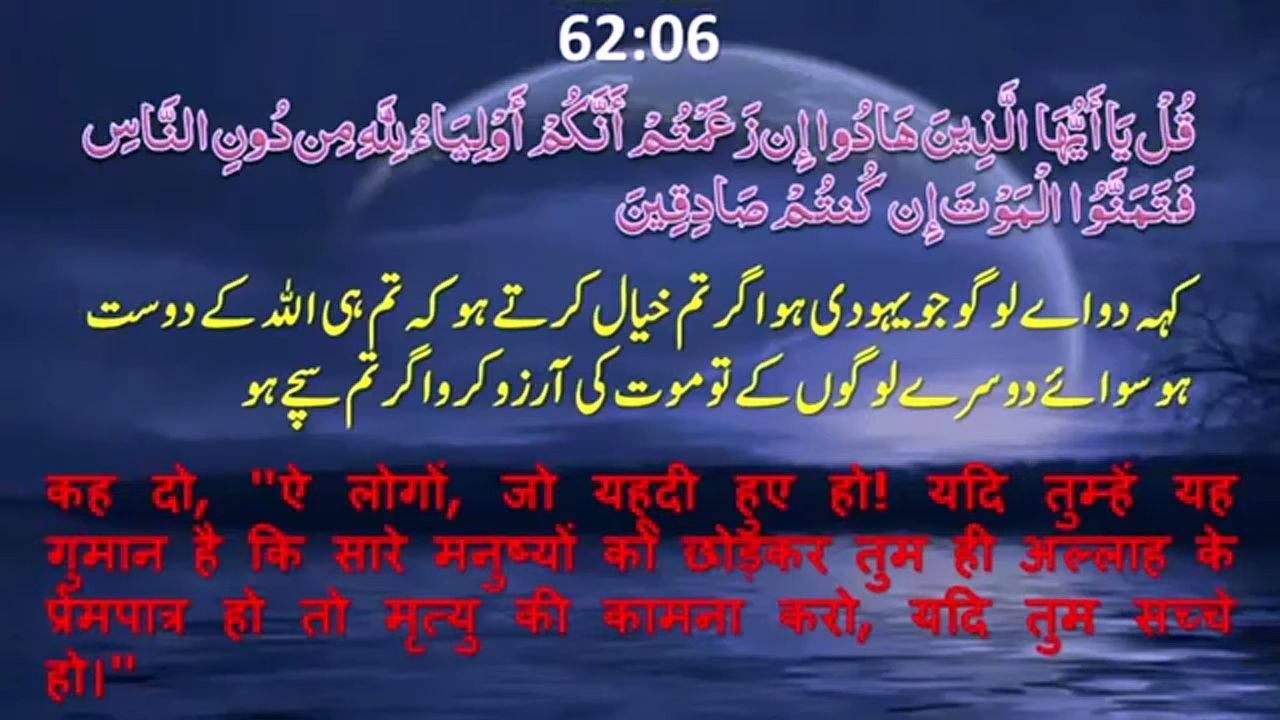 62:06
قُلْ يَا أَيُّهَا الَّذِينَ هَادُوا إِن زَعَمْتُمْ أَنَّكُمْ أَوْلِيَاءُ لِلَّهِ مِن دُونِ النَّاسِ
فَتَمَنَّوُا الْمَوْتَ إِن كُنتُمْ صَادِقِينَ
کہہ دو اے لوگو جو یہودی ہو اگر تم خیال کرتے ہو کہ تم ہی اللہ کے دوست
ہو سوائے دوسرے لوگوں کے تو موت کی آرزو کرو اگر تم سچے ہو
कह दो, "ऐ लोगों, जो यहूदी हुए हो! यदि तुम्हें यह
गुमान है कि सारे मनुष्यों को छोड़कर तुम ही अल्लाह के
प्रेमपात्र हो तो मृत्यु की कामना करो, यदि तुम सच्चे
हो।"